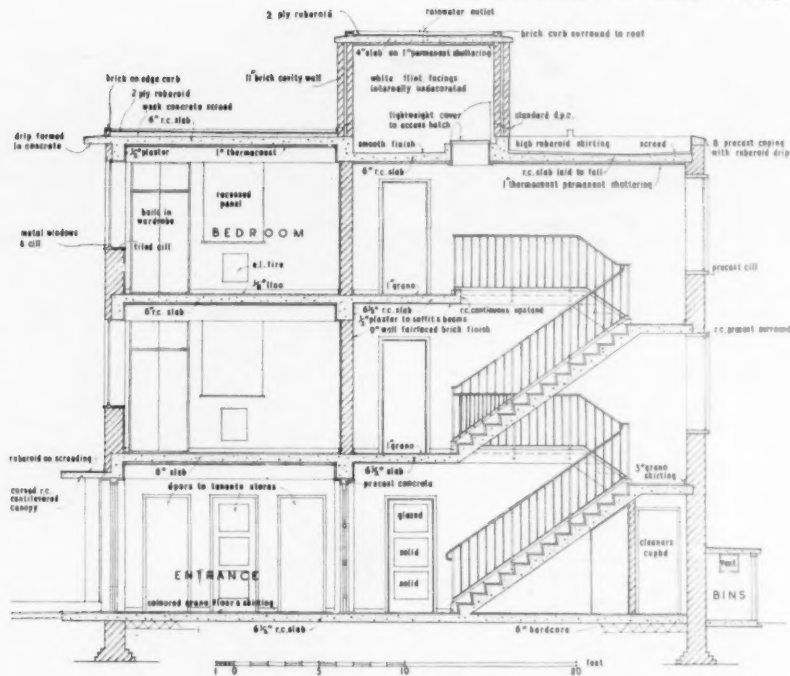 2 ply ruberoid
rainwater outlet
brick curb surround to roof
4" slab on 1" permanent shuttering
11" brick cavity wall
white flint facings
internally undecorated
brick on edge curb
2 ply ruberoid
weak concrete screed
6" r.c. slab
lightweight cover
to access hatch
standard d.p.c.
drip formed
in concrete
½" plaster
1" thermacoust
smooth finish
high ruberoid skirting
screed
precast coping
with ruberoid drip
6" r.c. slab
r.c. slab laid to fall
1" thermacoust permanent shuttering
built in
wardrobe
recessed
panel
BEDROOM
metal windows
& cill
tiled cill
el. fire
precast cill
1" grano
6" r.c. slab
6½" r.c. slab
r.c. continuous upstand
½" plaster to soffit & beams
9" wall fairfaced brick finish
r.c. precast surround
1" grano
ruberoid on screeding
6" slab
6½" slab
3" grano
skirting
curved r.c.
cantilevered
canopy
doors to tenants stores
precast concrete
glazed
solid
solid
cleaners
cupbd
vent
BINS
ENTRANCE
coloured grano floor & skirting
6½" r.c. slab
6" hardcore
1 0 5 10 20 feet